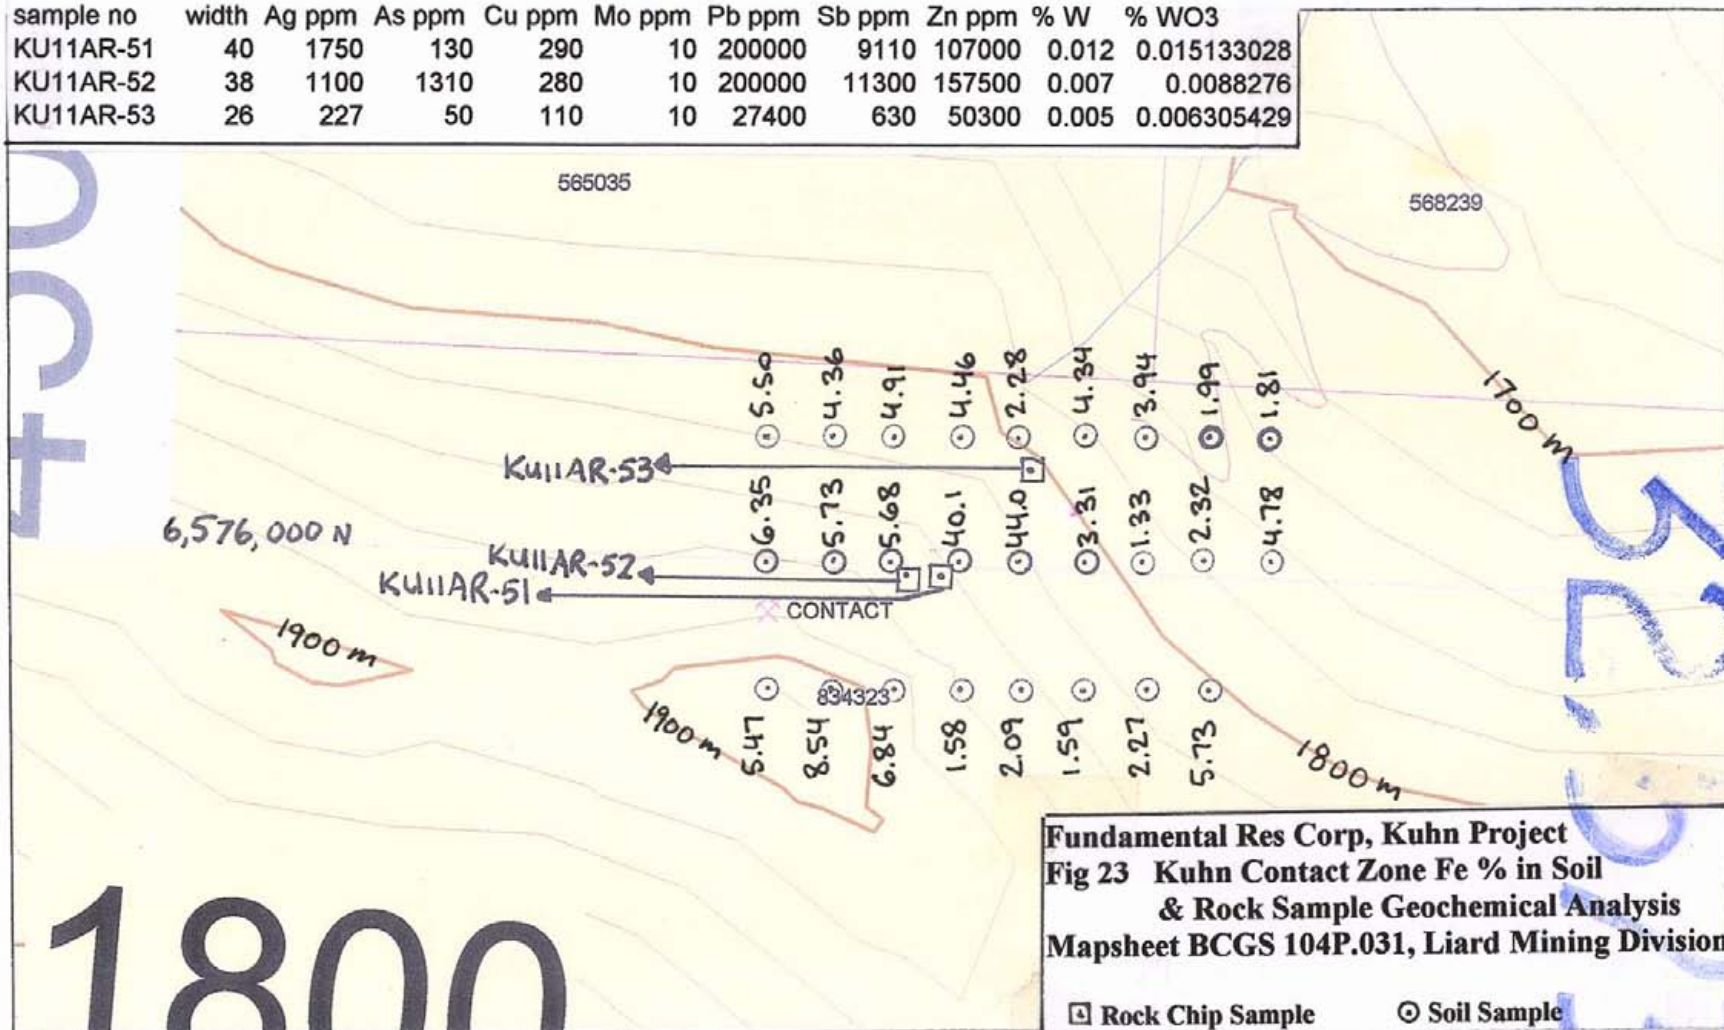 sample no width Ag ppm As ppm Cu ppm Mo ppm Pb ppm Sb ppm Zn ppm % W % WO3
KU11AR-51 40 1750 130 290 10 200000 9110 107000 0.012 0.015133028
KU11AR-52 38 1100 1310 280 10 200000 11300 157500 0.007 0.0088276
KU11AR-53 26 227 50 110 10 27400 630 50300 0.005 0.006305429
565035
568239
5.50 4.36 4.91 4.46 2.28 4.34 3.94 1.99 1.81
1700 m
KU11AR-53
6.35 5.73 5.68 40.1 44.0 3.31 1.33 2.32 4.78
6,576,000 N
KU11AR-52
KU11AR-51
CONTACT
1900 m
834323
1900 m
5.47 8.54 6.84 1.58 2.09 1.59 2.27 5.73
1800 m
1800
Fundamental Res Corp, Kuhn Project
Fig 23 Kuhn Contact Zone Fe % in Soil
& Rock Sample Geochemical Analysis
Mapsheet BCGS 104P.031, Liard Mining Division
Rock Chip Sample Soil Sample